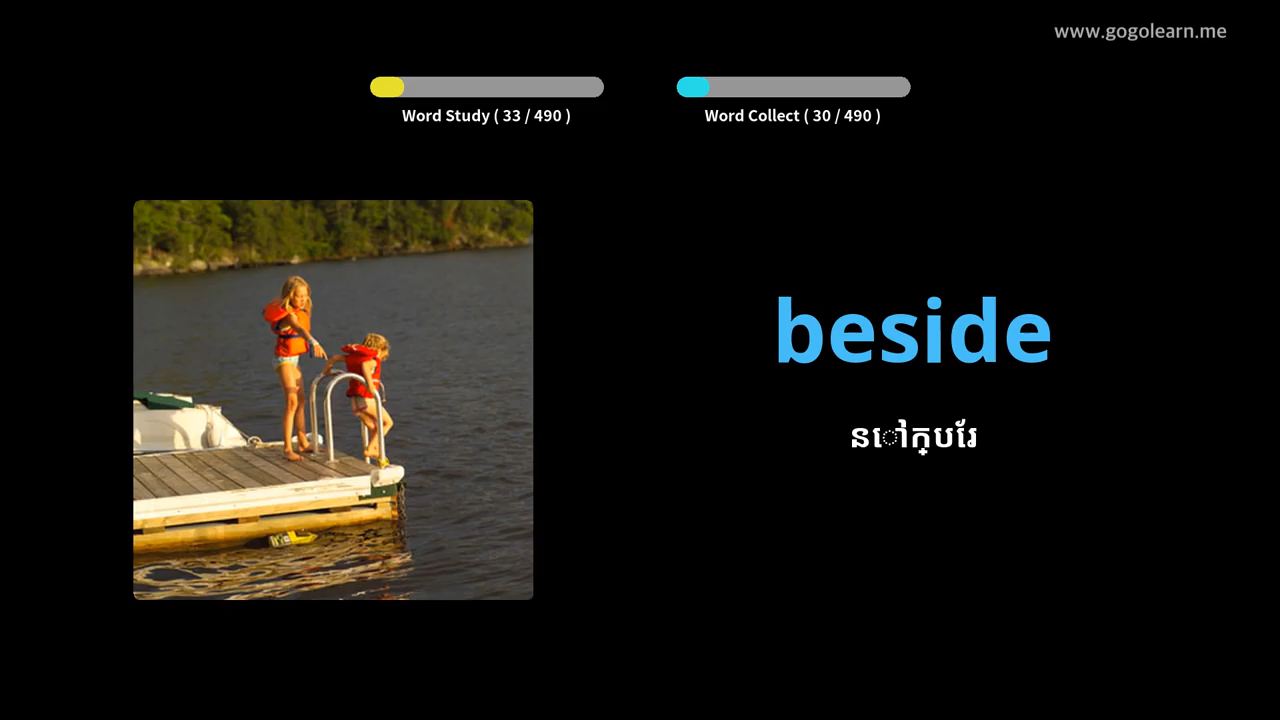 www.gogolearn.me
Word Study ( 33 / 490 )
Word Collect ( 30 / 490 )
beside
នៅក្បែរ